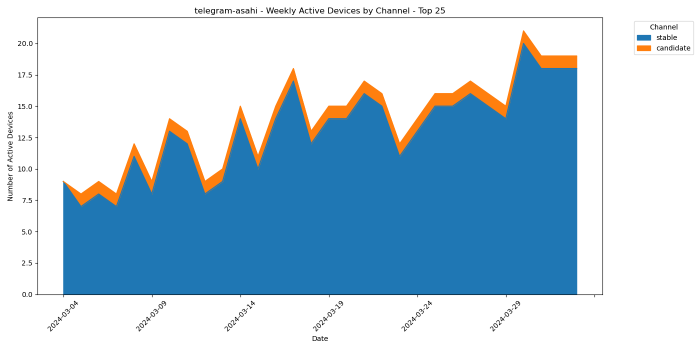 telegram-asahi - Weekly Active Devices by Channel - Top 25
Channel
stable
candidate
Number of Active Devices
20.0
17.5
15.0
12.5
10.0
7.5
5.0
2.5
0.0
2024-03-04
2024-03-09
2024-03-14
2024-03-19
2024-03-24
2024-03-29
Date